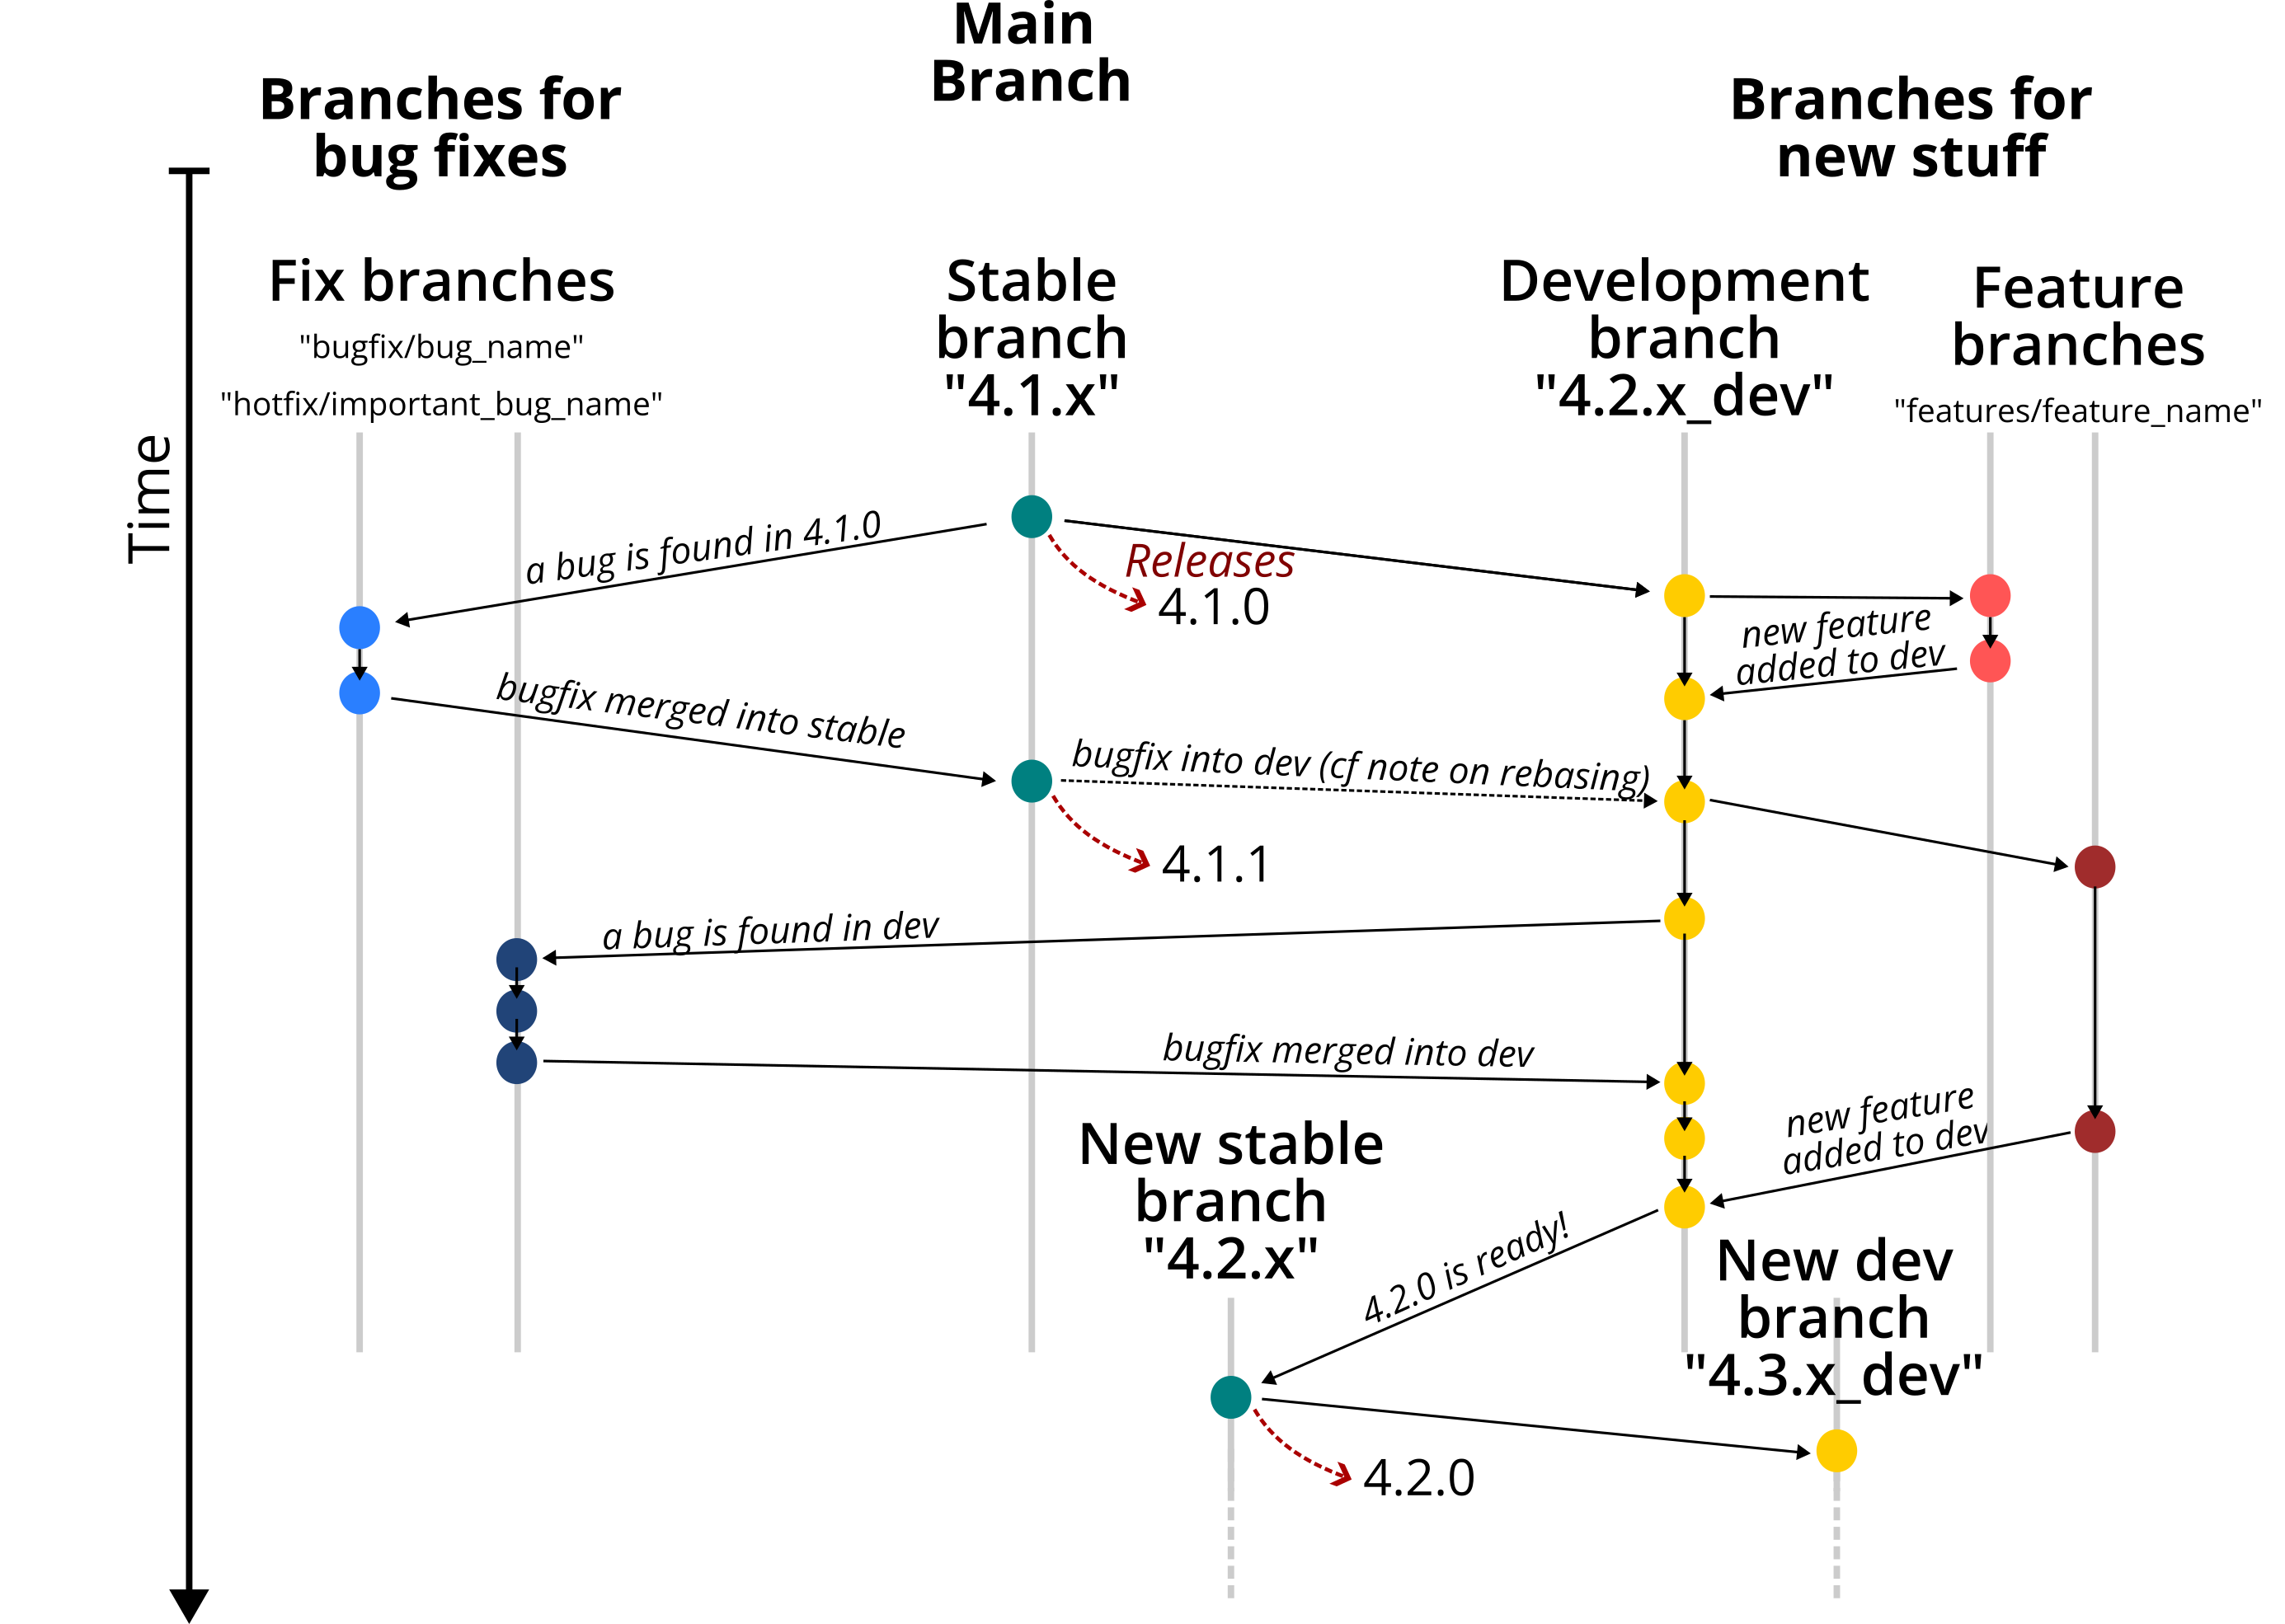 Main
Branch
Branches for
bug fixes
Branches for
new stuff
Fix branches
"bugfix/bug_name"
"hotfix/important_bug_name"
Stable
branch
"4.1.x"
Development
branch
"4.2.x_dev"
Feature
branches
"features/feature_name"
Time
a bug is found in 4.1.0
Releases
4.1.0
new feature
added to dev
bugfix merged into stable
bugfix into dev (cf note on rebasing)
4.1.1
a bug is found in dev
bugfix merged into dev
new feature
added to dev
New stable
branch
"4.2.x"
4.2.0 is ready!
New dev
branch
"4.3.x_dev"
4.2.0